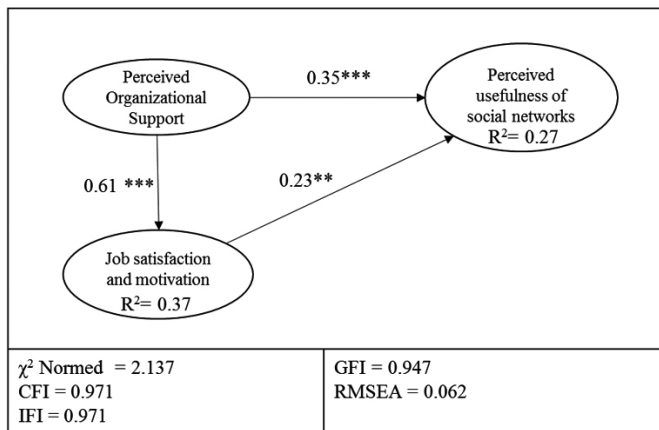 Perceived
Organizational
Support
0.35***
Perceived
usefulness of
social networks
R²= 0.27
0.61 ***
0.23**
Job satisfaction
and motivation
R²= 0.37
χ² Normed = 2.137
CFI = 0.971
IFI = 0.971
GFI = 0.947
RMSEA = 0.062